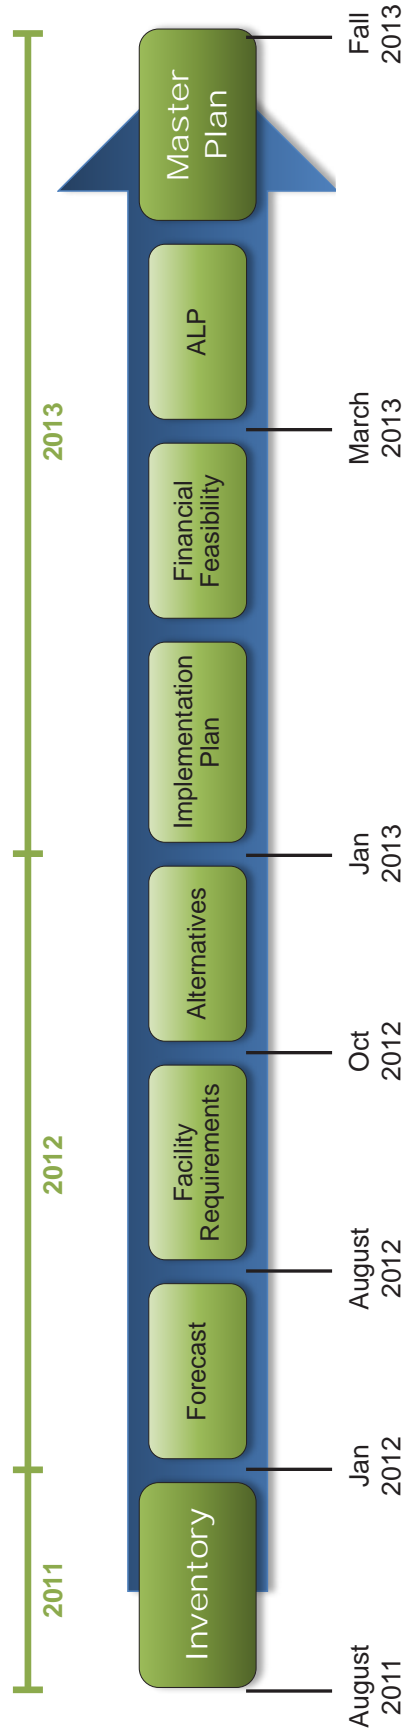 2011
2012
2013
Inventory
Forecast
Facility
Requirements
Alternatives
Implementation
Plan
Financial
Feasibility
ALP
Master
Plan
August
2011
Jan
2012
August
2012
Oct
2012
Jan
2013
March
2013
Fall
2013